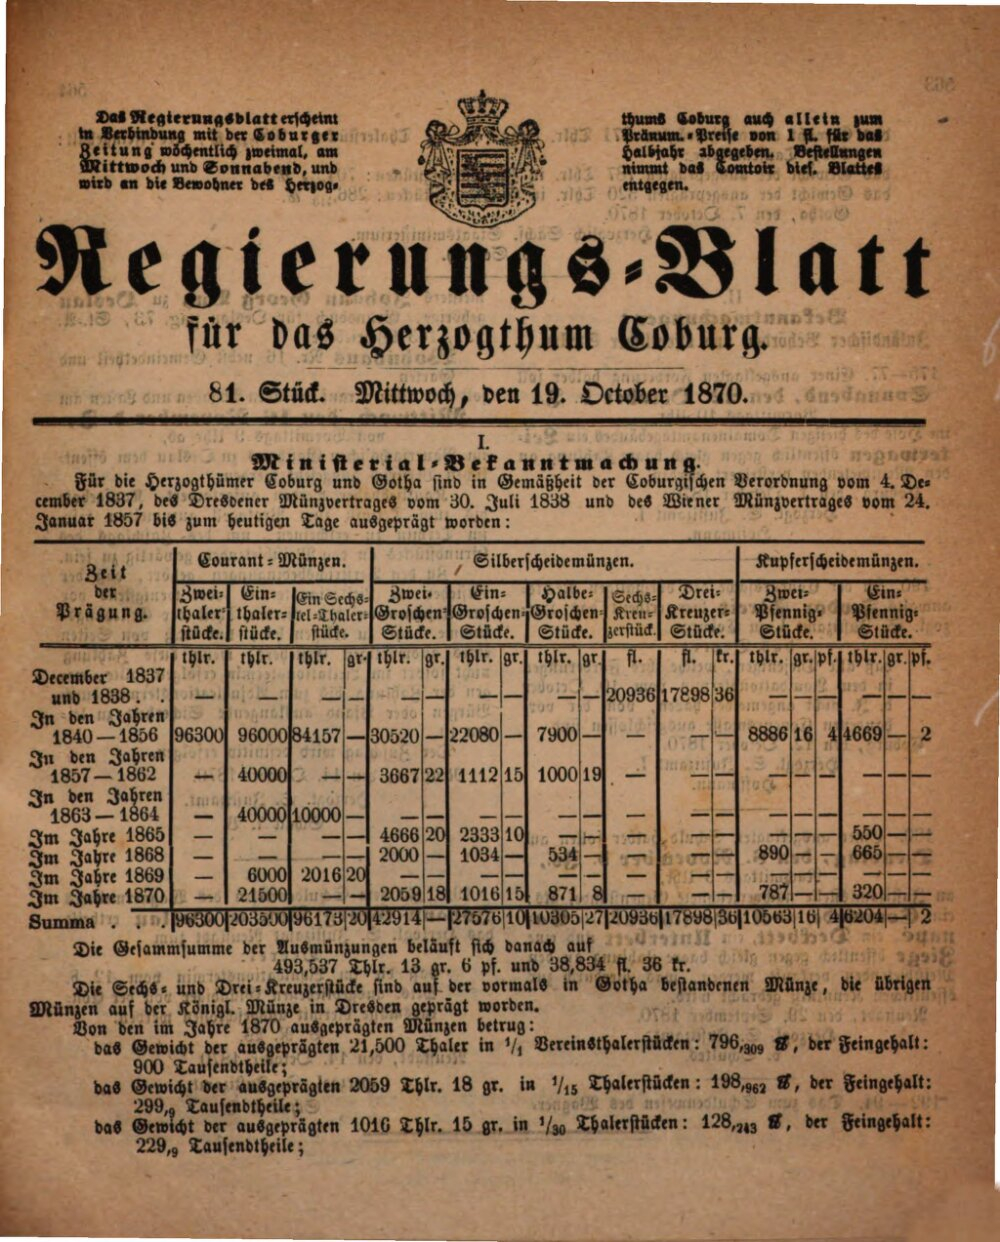 Das Regierungsblatt erscheint
in Verbindung mit der Coburger
Zeitung wöchentlich zweimal, am
Mittwoch und Sonnabend, und
wird an die Bewohner des Herzog-
thums Coburg auch allein zum
Pränum.-Preise von 1 fl. für das
Halbjahr abgegeben. Bestellungen
nimmt das Comtoir dies. Blattes
entgegen.
Regierungs-Blatt
für das Herzogthum Coburg.
81. Stück. Mittwoch, den 19. October 1870.
I.
Ministerial-Bekanntmachung.
Für die Herzogthümer Coburg und Gotha sind in Gemäßheit der Coburgischen Verordnung vom 4. De-
cember 1837, des Dresdener Münzvertrages vom 30. Juli 1838 und des Wiener Münzvertrages vom 24.
Januar 1857 bis zum heutigen Tage ausgeprägt worden:
Zeit der Prägung. Courant-Münzen. Silberscheidemünzen. Kupferscheidemünzen.
Zwei-thaler stücke. Ein-thaler-stücke. Ein Sechs-tel-Thaler-stücke. Zwei-Groschen-Stücke. Ein-Groschen-Stücke. Halbe-Groschen-Stücke. Sechs-Kreu-zerstück. Drei-Kreuzer-Stücke. Zwei-Pfennig-Stücke. Ein-Pfennig-Stücke.
thlr. thlr. thlr. gr. thlr. gr. thlr. gr. thlr. gr. fl. fl. kr. thlr. gr. pf. thlr. gr. pf.
December 1837
und 1838 . . — — — — — — — — — — 20936 17898 36 — — — — — —
In den Jahren
1840—1856 96300 96000 84157 — 30520 — 22080 — 7900 — — — — 8886 16 4 4669 — 2
In den Jahren
1857—1862 — 40000 — — 3667 22 1112 15 1000 19 — — — — — — — — —
In den Jahren
1863—1864 — 40000 10000 — — — — — — — — — — — — — — — —
Im Jahre 1865 — — — — 4666 20 2333 10 — — — — — — — — 550 — —
Im Jahre 1868 — — — — 2000 — 1034 — 534 — — — — 890 — — 665 — —
Im Jahre 1869 — 6000 2016 20 — — — — — — — — — — — — — — —
Im Jahre 1870 — 21500 — — 2059 18 1016 15 871 8 — — — 787 — — 320 — —
Summa . . . 96300 203500 96173 20 42914 — 27576 10 10305 27 20936 17898 36 10563 16 4 6204 — 2
Die Gesammsumme der Ausmünzungen beläuft sich danach auf
493,537 Thlr. 13 gr. 6 pf. und 38,834 fl. 36 kr.
Die Sechs- und Drei-Kreuzerstücke sind auf der vormals in Gotha bestandenen Münze, die übrigen
Münzen auf der Königl. Münze in Dresden geprägt worden.
Von den im Jahre 1870 ausgeprägten Münzen betrug:
das Gewicht der ausgeprägten 21,500 Thaler in 1/1 Vereinsthalerstücken: 796,309 ℔, der Feingehalt:
900 Tausendtheile;
das Gewicht der ausgeprägten 2059 Thlr. 18 gr. in 1/15 Thalerstücken: 198,962 ℔, der Feingehalt:
299,9 Tausendtheile;
das Gewicht der ausgeprägten 1016 Thlr. 15 gr. in 1/30 Thalerstücken: 128,243 ℔, der Feingehalt:
229,9 Tausendtheile;